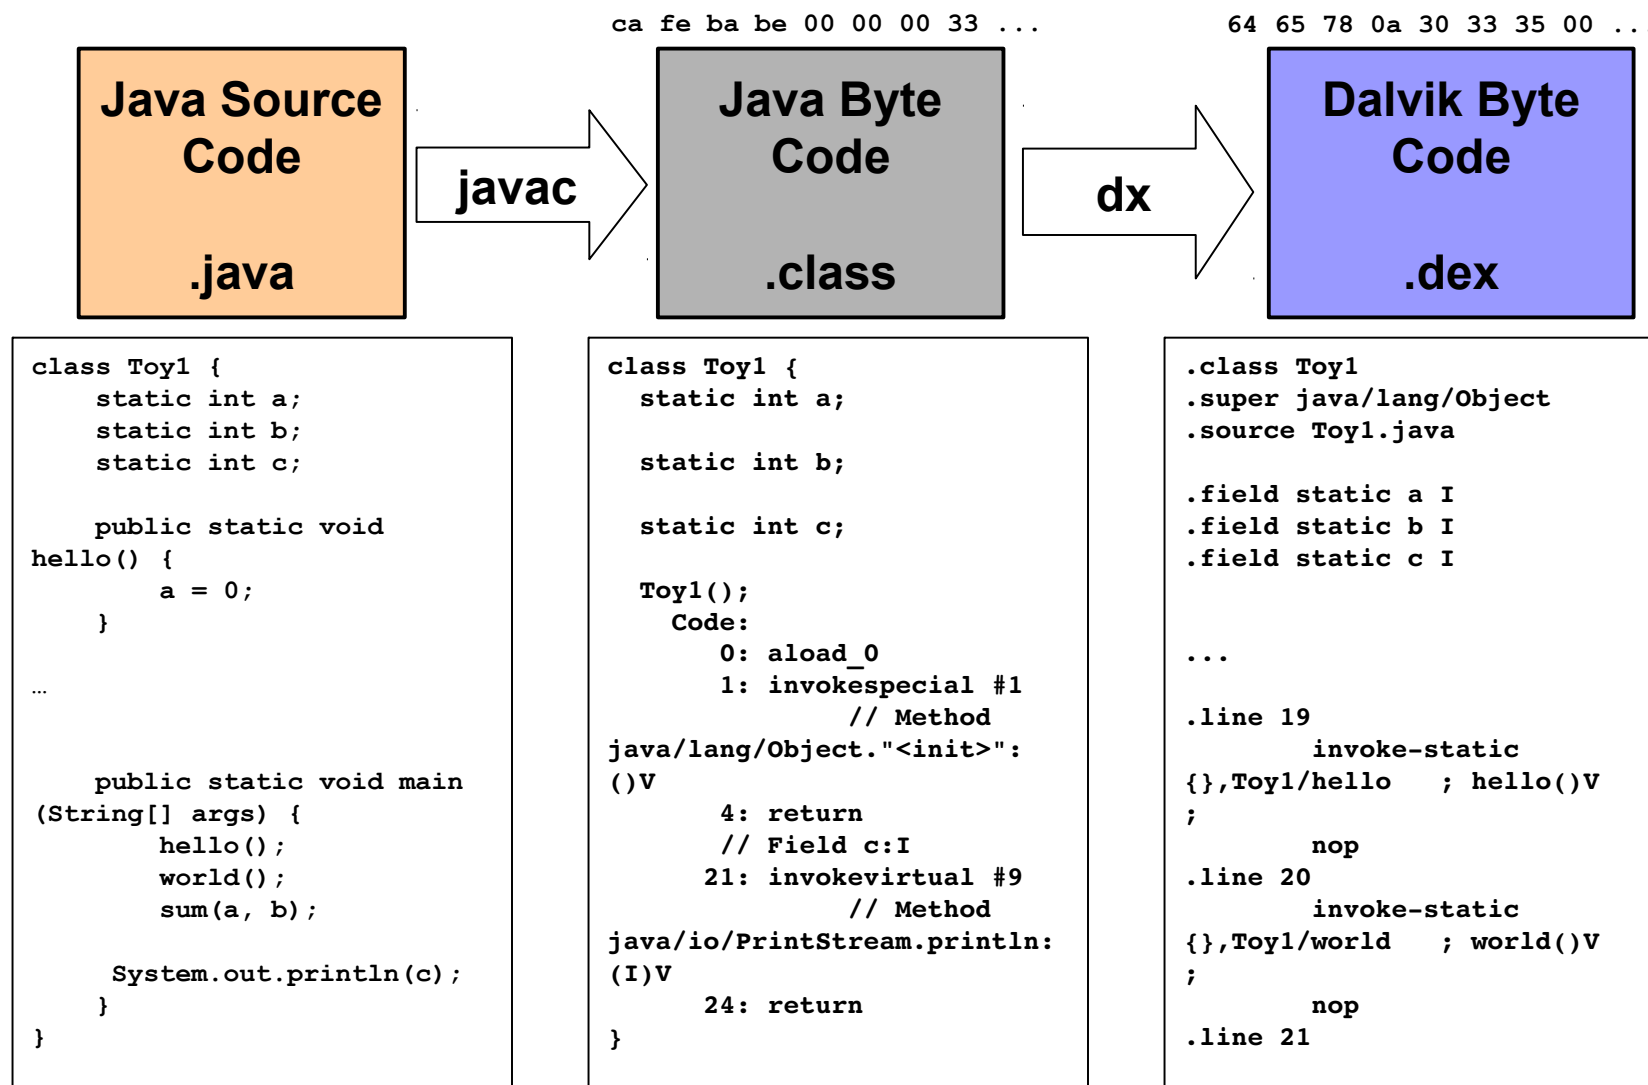 ca fe ba be 00 00 00 33 ...
64 65 78 0a 30 33 35 00 ..
Java Source
Code
.java
javac
Java Byte
Code
.class
dx
Dalvik Byte
Code
.dex
class Toy1 {
    static int a;
    static int b;
    static int c;

    public static void
hello() {
        a = 0;
    }

…

    public static void main
(String[] args) {
        hello();
        world();
        sum(a, b);

     System.out.println(c);
    }
}
class Toy1 {
  static int a;

  static int b;

  static int c;

  Toy1();
    Code:
       0: aload_0
       1: invokespecial #1
               // Method
java/lang/Object."<init>":
()V
       4: return
       // Field c:I
      21: invokevirtual #9
               // Method
java/io/PrintStream.println:
(I)V
      24: return
}
.class Toy1
.super java/lang/Object
.source Toy1.java

.field static a I
.field static b I
.field static c I

...

.line 19
        invoke-static
{},Toy1/hello   ; hello()V
;
        nop
.line 20
        invoke-static
{},Toy1/world   ; world()V
;
        nop
.line 21